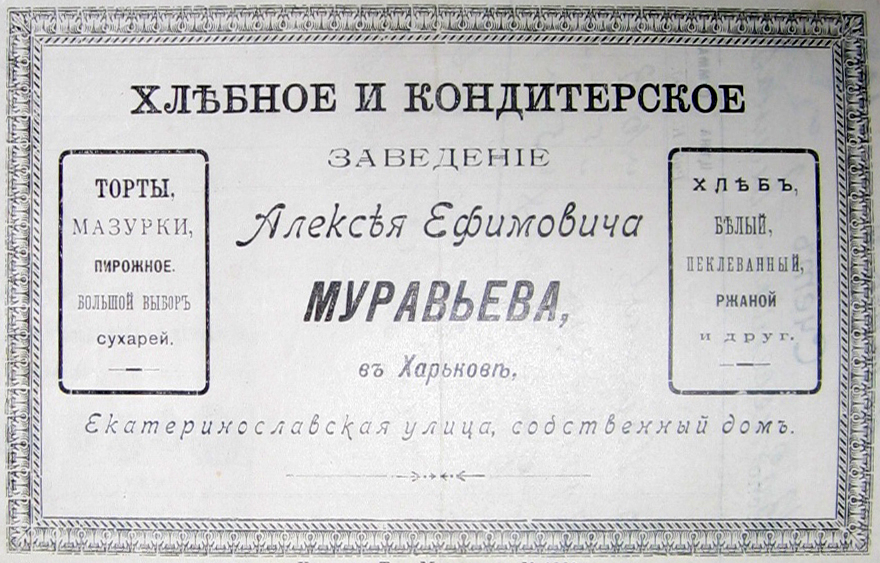 ХЛѢБНОЕ И КОНДИТЕРСКОЕ
ЗАВЕДЕНІЕ
Алексѣя Ефимовича
МУРАВЬЕВА,
въ Харьковѣ,
Екатеринославская улица, собственный домъ.
ТОРТЫ,
МАЗУРКИ,
ПИРОЖНОЕ.
БОЛЬШОЙ ВЫБОРЪ
сухарей.
ХЛѢБЪ,
БѢЛЫЙ,
ПЕКЛЕВАННЫЙ,
РЖАНОЙ
и друг.